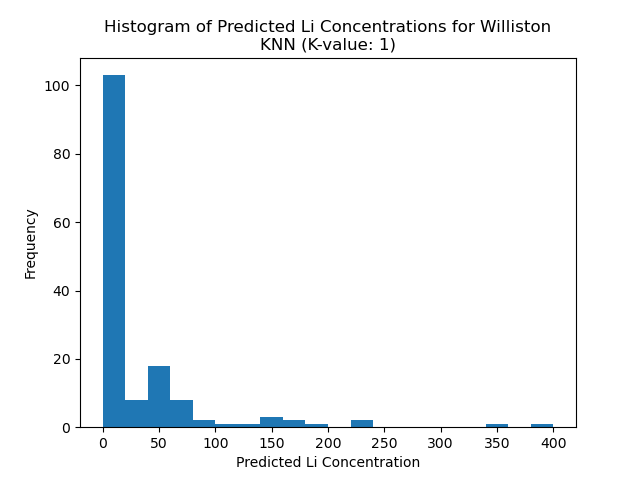 Histogram of Predicted Li Concentrations for Williston
KNN (K-value: 1)
100
80
60
40
20
0
Frequency
0 50 100 150 200 250 300 350 400
Predicted Li Concentration